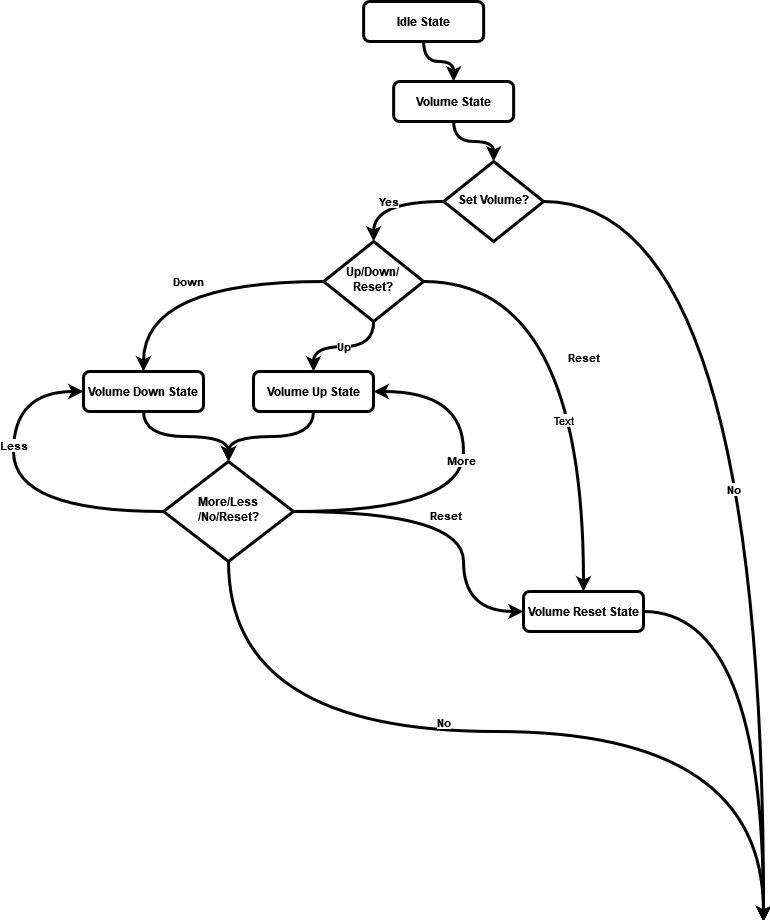 Idle State
Volume State
Set Volume?
Yes
Up/Down/
Reset?
Down
Up
Reset
Volume Down State
Volume Up State
Text
Less
More
No
More/Less
/No/Reset?
Reset
Volume Reset State
No